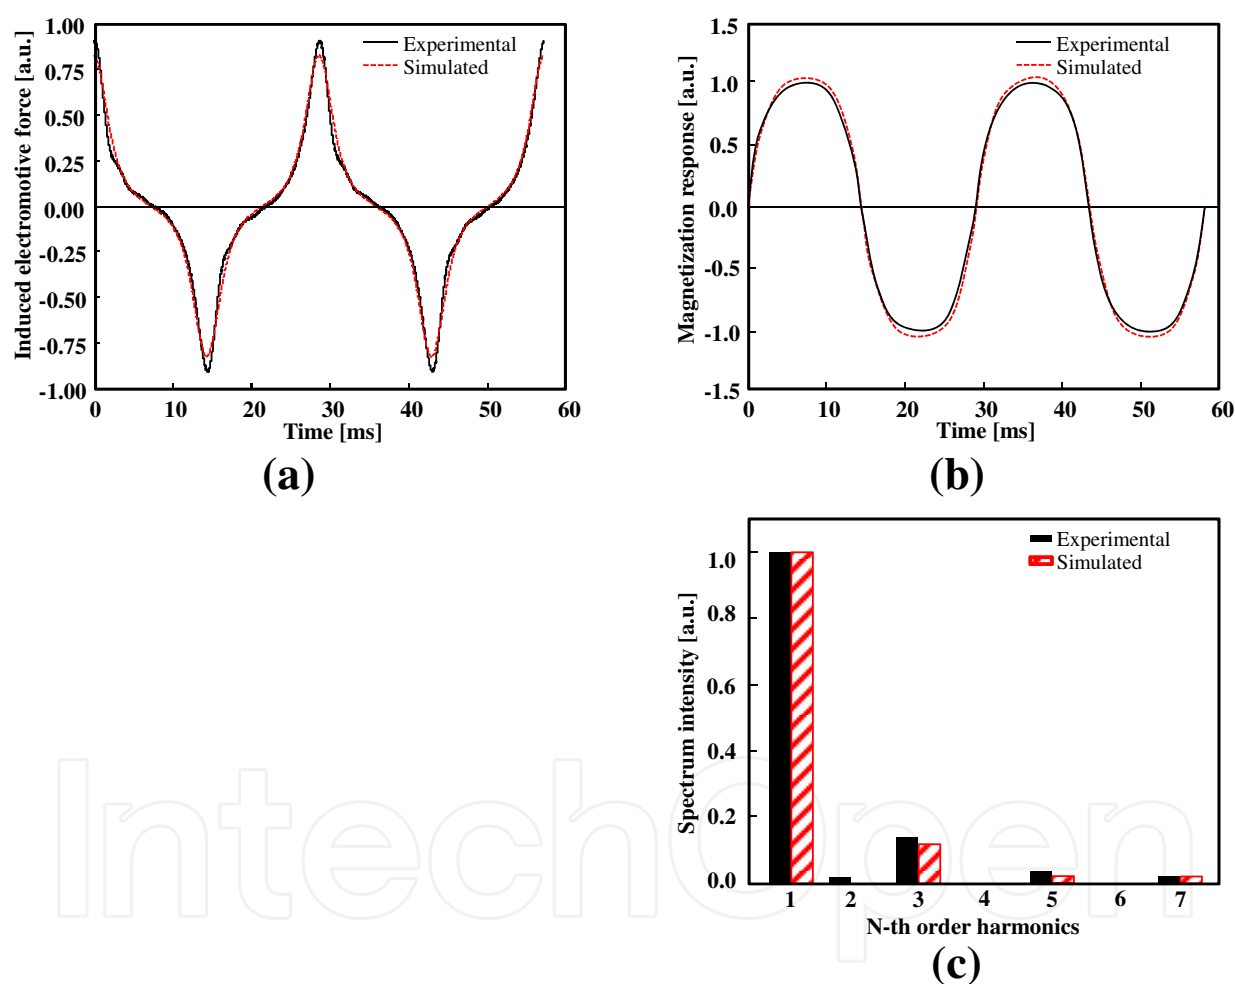 1.00
0.75
0.50
0.25
0.00
-0.25
-0.50
-0.75
-1.00
Induced electromotive force [a.u.]
Experimental
Simulated
0 10 20 30 40 50 60
Time [ms]
(a)
1.5
1.0
0.5
0.0
-0.5
-1.0
-1.5
Magnetization response [a.u.]
Experimental
Simulated
0 10 20 30 40 50 60
Time [ms]
(b)
1.0
0.8
0.6
0.4
0.2
0.0
Spectrum intensity [a.u.]
Experimental
Simulated
1 2 3 4 5 6 7
N-th order harmonics
(c)
IntechOpen